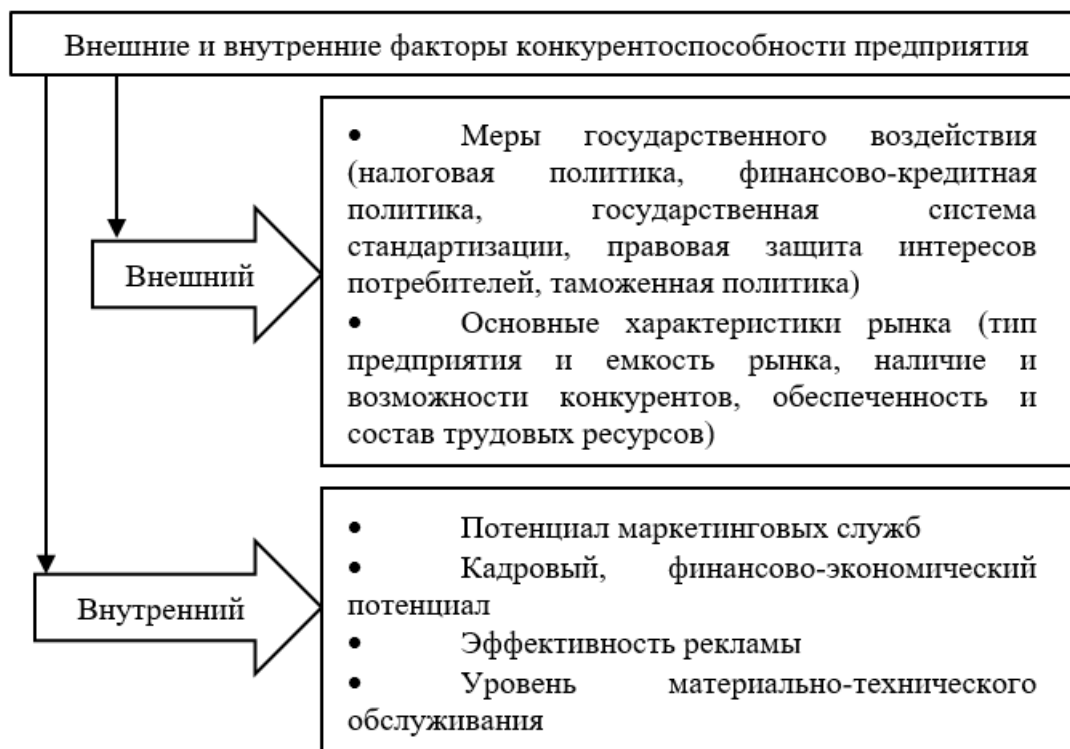 Внешние и внутренние факторы конкурентоспособности предприятия
• Меры государственного воздействия
(налоговая политика, финансово-кредитная
политика, государственная система
стандартизации, правовая защита интересов
потребителей, таможенная политика)
• Основные характеристики рынка (тип
предприятия и емкость рынка, наличие и
возможности конкурентов, обеспеченность и
состав трудовых ресурсов)
Внешний
• Потенциал маркетинговых служб
• Кадровый, финансово-экономический
потенциал
• Эффективность рекламы
• Уровень материально-технического
обслуживания
Внутренний